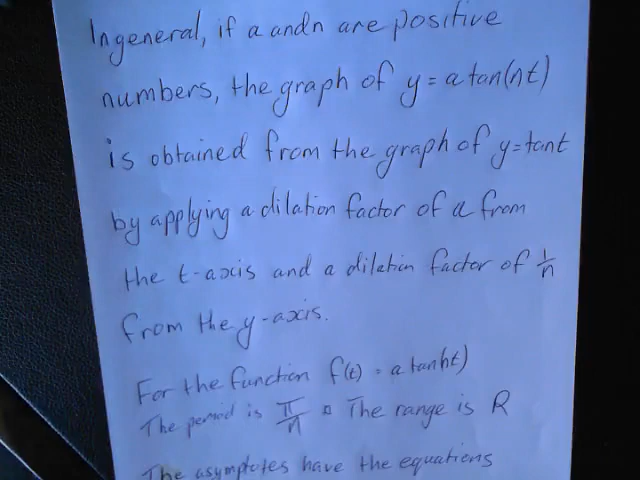 In general, if a and n are positive
numbers, the graph of y = a tan(nt)
is obtained from the graph of y=tant
by applying a dilation factor of a from
the t-axis and a dilation factor of 1/n
from the y-axis.
For the function f(t) = a tan(nt)
The period is π/n ▫ The range is R
The asymptotes have the equations